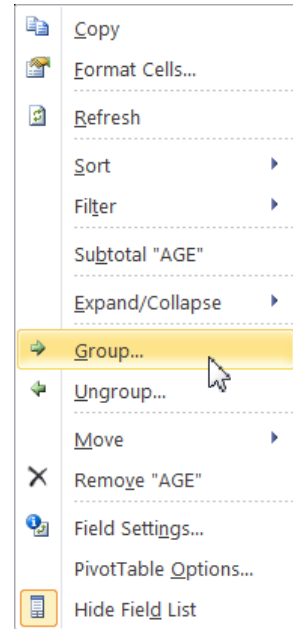 Copy
Format Cells...
Refresh
Sort
Filter
Subtotal "AGE"
Expand/Collapse
Group...
Ungroup...
Move
Remove "AGE"
Field Settings...
PivotTable Options...
Hide Field List